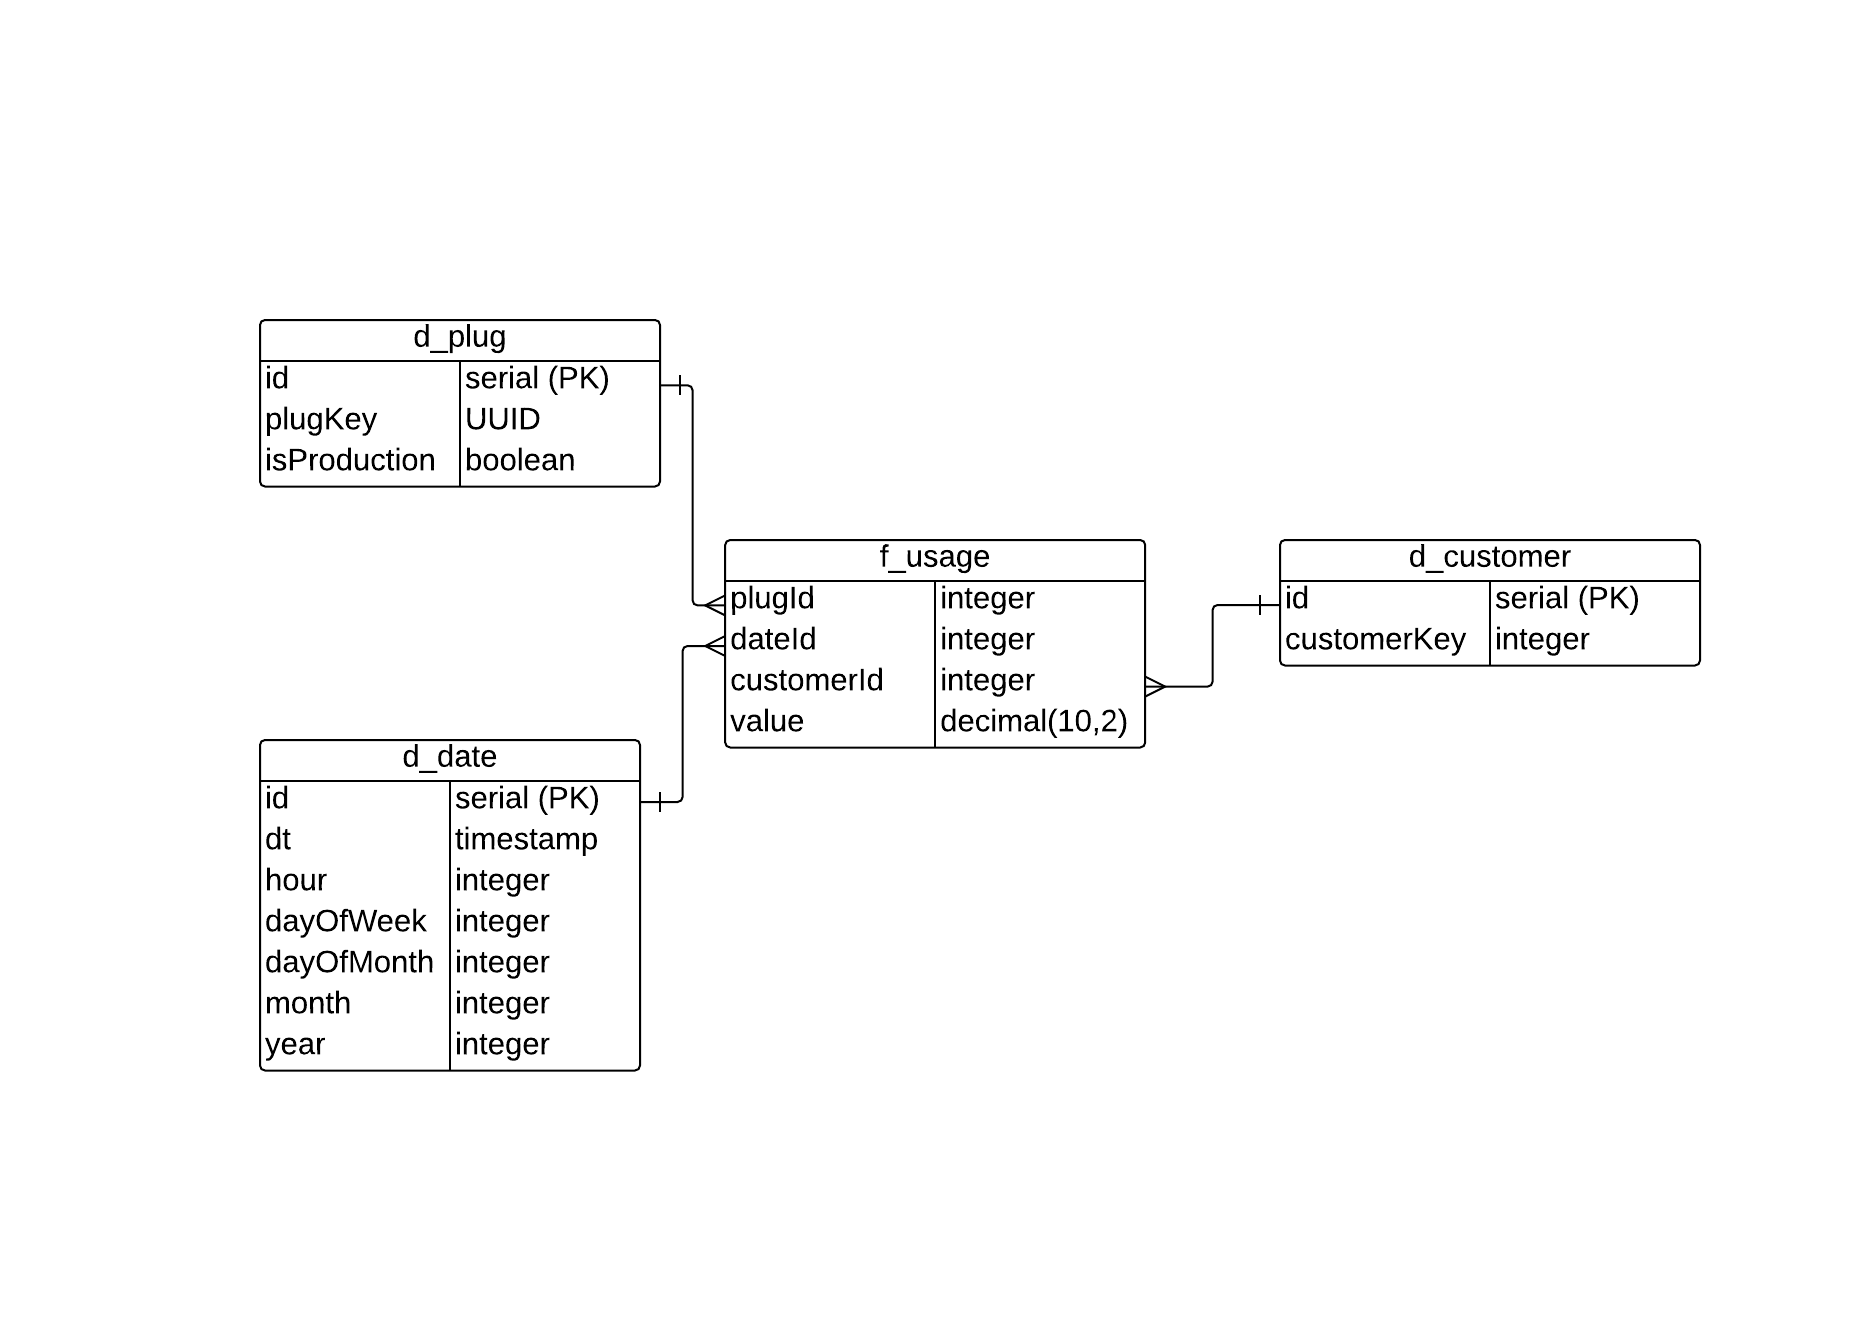 d_plug
id serial (PK)
plugKey UUID
isProduction boolean
f_usage
plugId integer
dateId integer
customerId integer
value decimal(10,2)
d_customer
id serial (PK)
customerKey integer
d_date
id serial (PK)
dt timestamp
hour integer
dayOfWeek integer
dayOfMonth integer
month integer
year integer